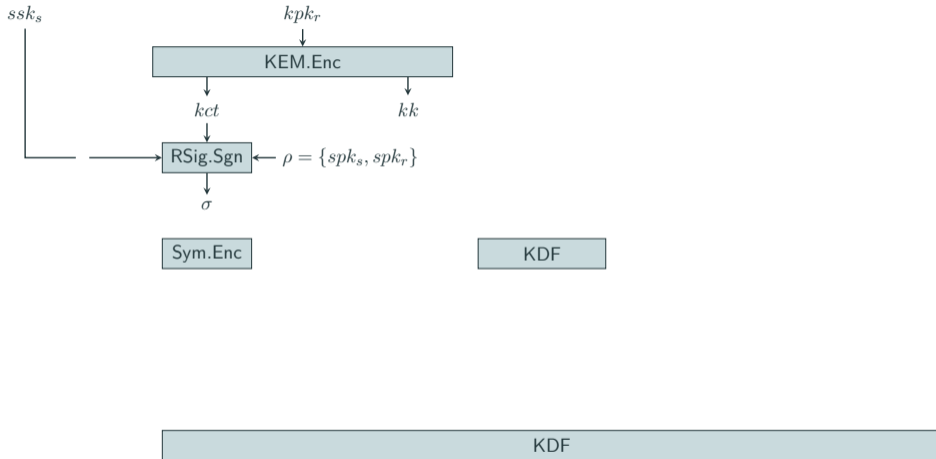 ssk_s kpk_r
KEM.Enc
kct kk
RSig.Sgn ρ = {spk_s, spk_r}
σ
Sym.Enc KDF
KDF